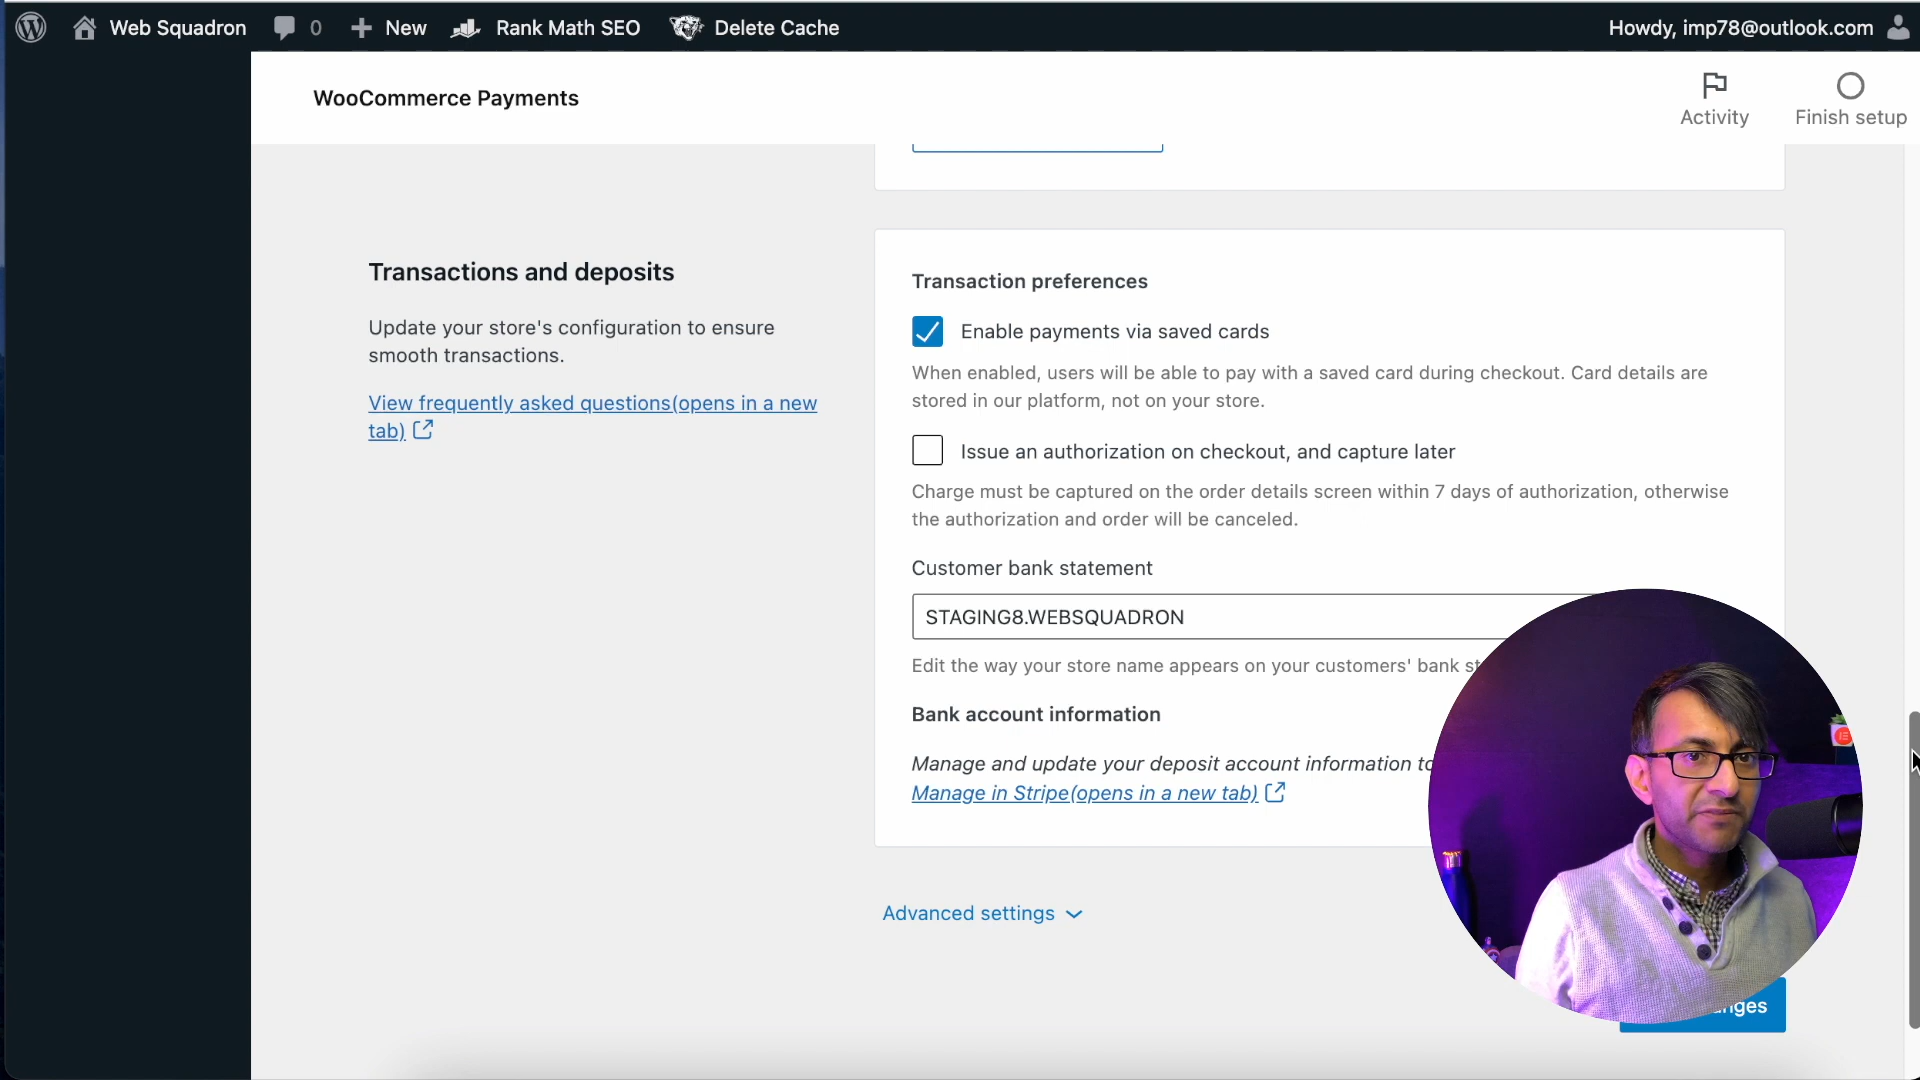 Web Squadron 0 New Rank Math SEO Delete Cache Howdy, imp78@outlook.com
WooCommerce Payments
Activity Finish setup
Transactions and deposits
Update your store's configuration to ensure
smooth transactions.
View frequently asked questions(opens in a new
tab)
Transaction preferences
Enable payments via saved cards
When enabled, users will be able to pay with a saved card during checkout. Card details are
stored in our platform, not on your store.
Issue an authorization on checkout, and capture later
Charge must be captured on the order details screen within 7 days of authorization, otherwise
the authorization and order will be canceled.
Customer bank statement
STAGING8.WEBSQUADRON
Edit the way your store name appears on your customers' bank
Bank account information
Manage and update your deposit account information
Manage in Stripe(opens in a new tab)
Advanced settings